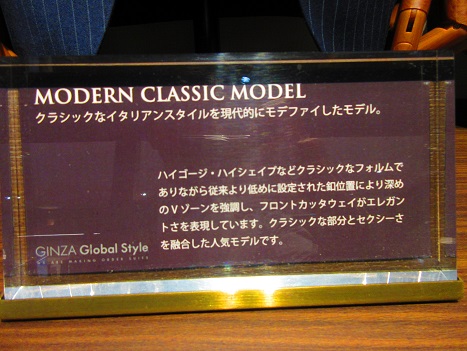 MODERN CLASSIC MODEL
クラシックなイタリアンスタイルを現代的にモデファイしたモデル。
ハイゴージ・ハイシェイプなどクラシックなフォルムで
ありながら従来より低めに設定された釦位置により深め
のVゾーンを強調し、フロントカッタウェイがエレガン
トさを表現しています。クラシックな部分とセクシーさ
を融合した人気モデルです。
GINZA Global Style
MAKING ORDER SUITS